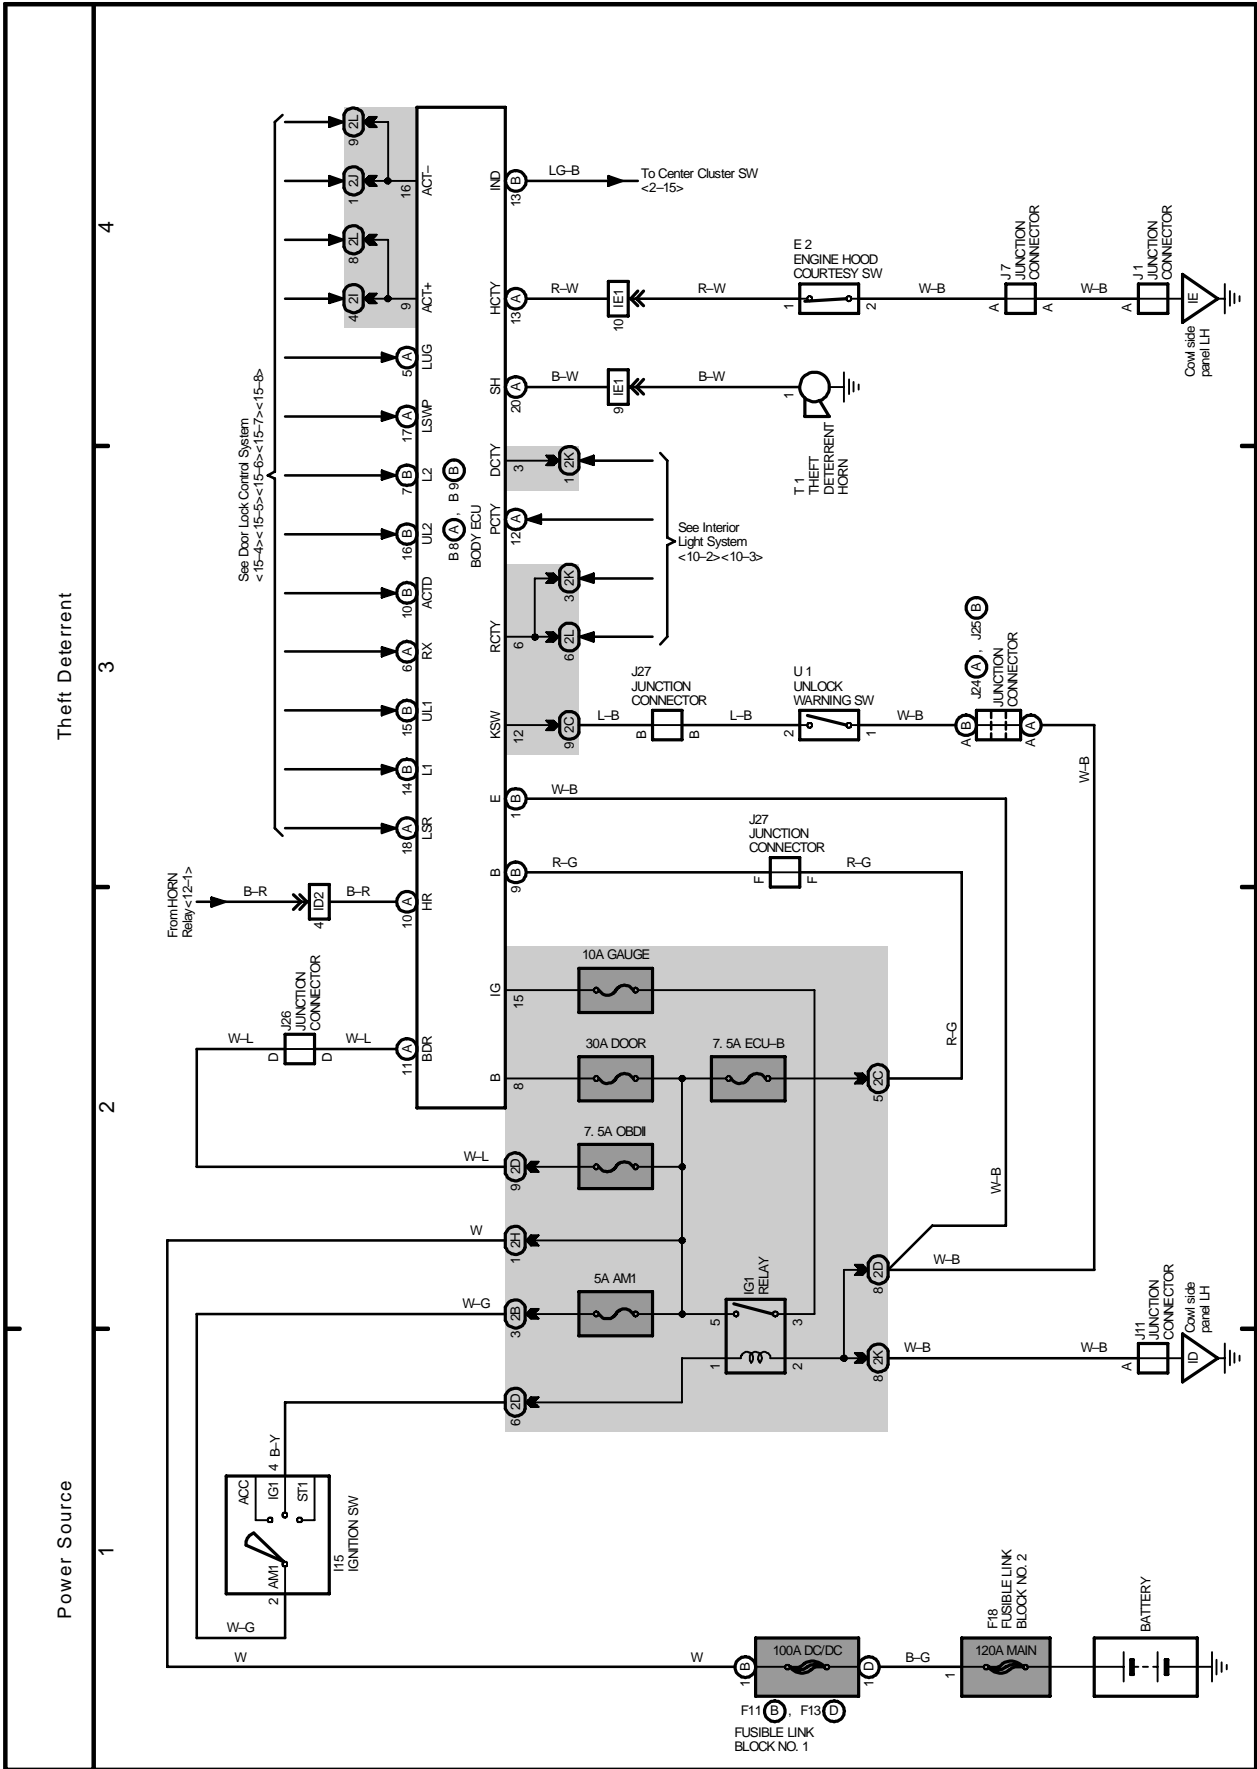 Power Source
Theft Deterrent
1
2
3
4
See Door Lock Control System
<15–4><15–5><15–6><15–7><15–8>
9
2L
1
2J
8
2L
4
2I
16
ACT–
9
ACT+
5
A
LUG
17
A
LSWP
7
B
L2
16
B
UL2
10
B
ACTD
6
A
RX
15
B
UL1
14
B
L1
18
A
LSR
From HORN
Relay<12–1>
B–R
4
ID2
B–R
10
A
HR
W–L
D
D
W–L
J26
JUNCTION
CONNECTOR
11
A
BDR
B 8
A
,
B 9
B
BODY ECU
IND
13
B
LG–B
To Center Cluster SW
<2–15>
HCTY
13
A
R–W
10
IE1
R–W
E 2
ENGINE HOOD
COURTESY SW
1
2
W–B
A
A
J 7
JUNCTION
CONNECTOR
W–B
A
J 1
JUNCTION
CONNECTOR
IE
Cowl side
panel LH
SH
20
A
B–W
9
IE1
B–W
1
T 1
THEFT
DETERRENT
HORN
DCTY
3
1
2K
PCTY
12
A
RCTY
6
3
2K
6
2L
See Interior
Light System
<10–2><10–3>
KSW
12
9
2C
L–B
B
B
J27
JUNCTION
CONNECTOR
L–B
U 1
UNLOCK
WARNING SW
2
1
W–B
A
B
A
A
J24
A
,
J25
B
JUNCTION
CONNECTOR
W–B
E
1
B
W–B
B
9
B
R–G
J27
JUNCTION
CONNECTOR
F
F
R–G
IG
15
10A GAUGE
B
8
30A DOOR
7. 5A ECU–B
5
2C
R–G
7. 5A OBDII
W–L
9
2D
W
1
2H
W–B
5A AM1
W–G
3
2B
IG1
RELAY
5
3
1
2
8
2D
W–B
8
2K
W–B
W–B
A
J11
JUNCTION
CONNECTOR
ID
Cowl side
panel LH
6
2D
ACC
IG1
ST1
4
B–Y
2
AM1
I15
IGNITION SW
W–G
W
W
1
B
100A DC/DC
1
D
F11
B
,
F13
D
FUSIBLE LINK
BLOCK NO. 1
B–G
1
120A MAIN
F18
FUSIBLE LINK
BLOCK NO. 2
BATTERY